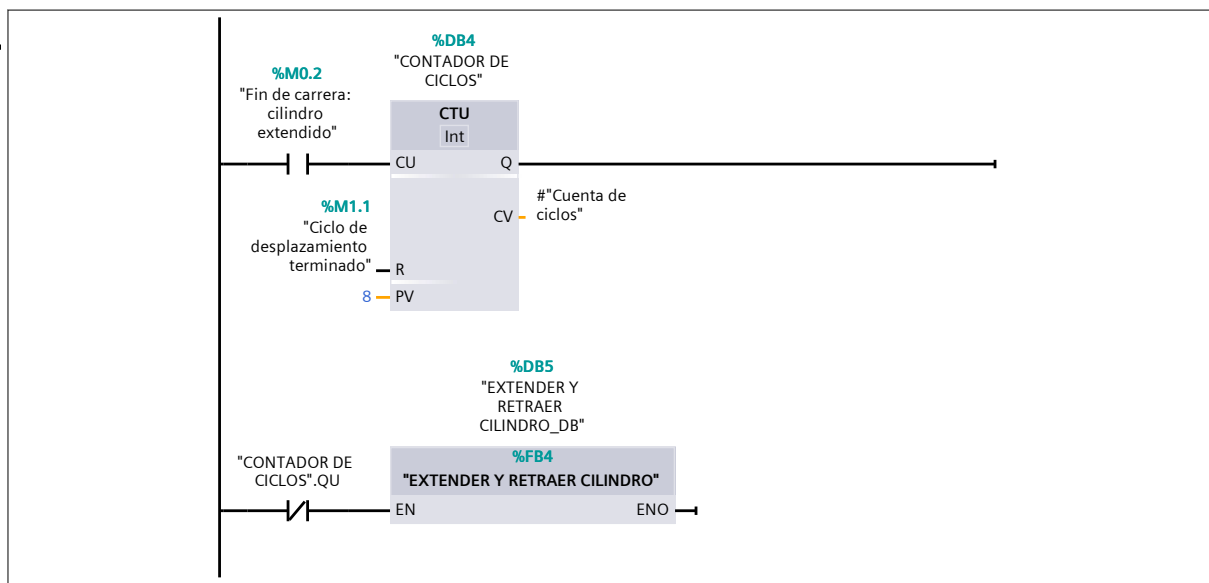 %DB4
"CONTADOR DE
CICLOS"
%M0.2
"Fin de carrera:
cilindro
extendido"
CTU
Int
CU
Q
#"Cuenta de
ciclos"
CV
%M1.1
"Ciclo de
desplazamiento
terminado"
R
8
PV
%DB5
"EXTENDER Y
RETRAER
CILINDRO_DB"
%FB4
"EXTENDER Y RETRAER CILINDRO"
"CONTADOR DE
CICLOS".QU
EN
ENO